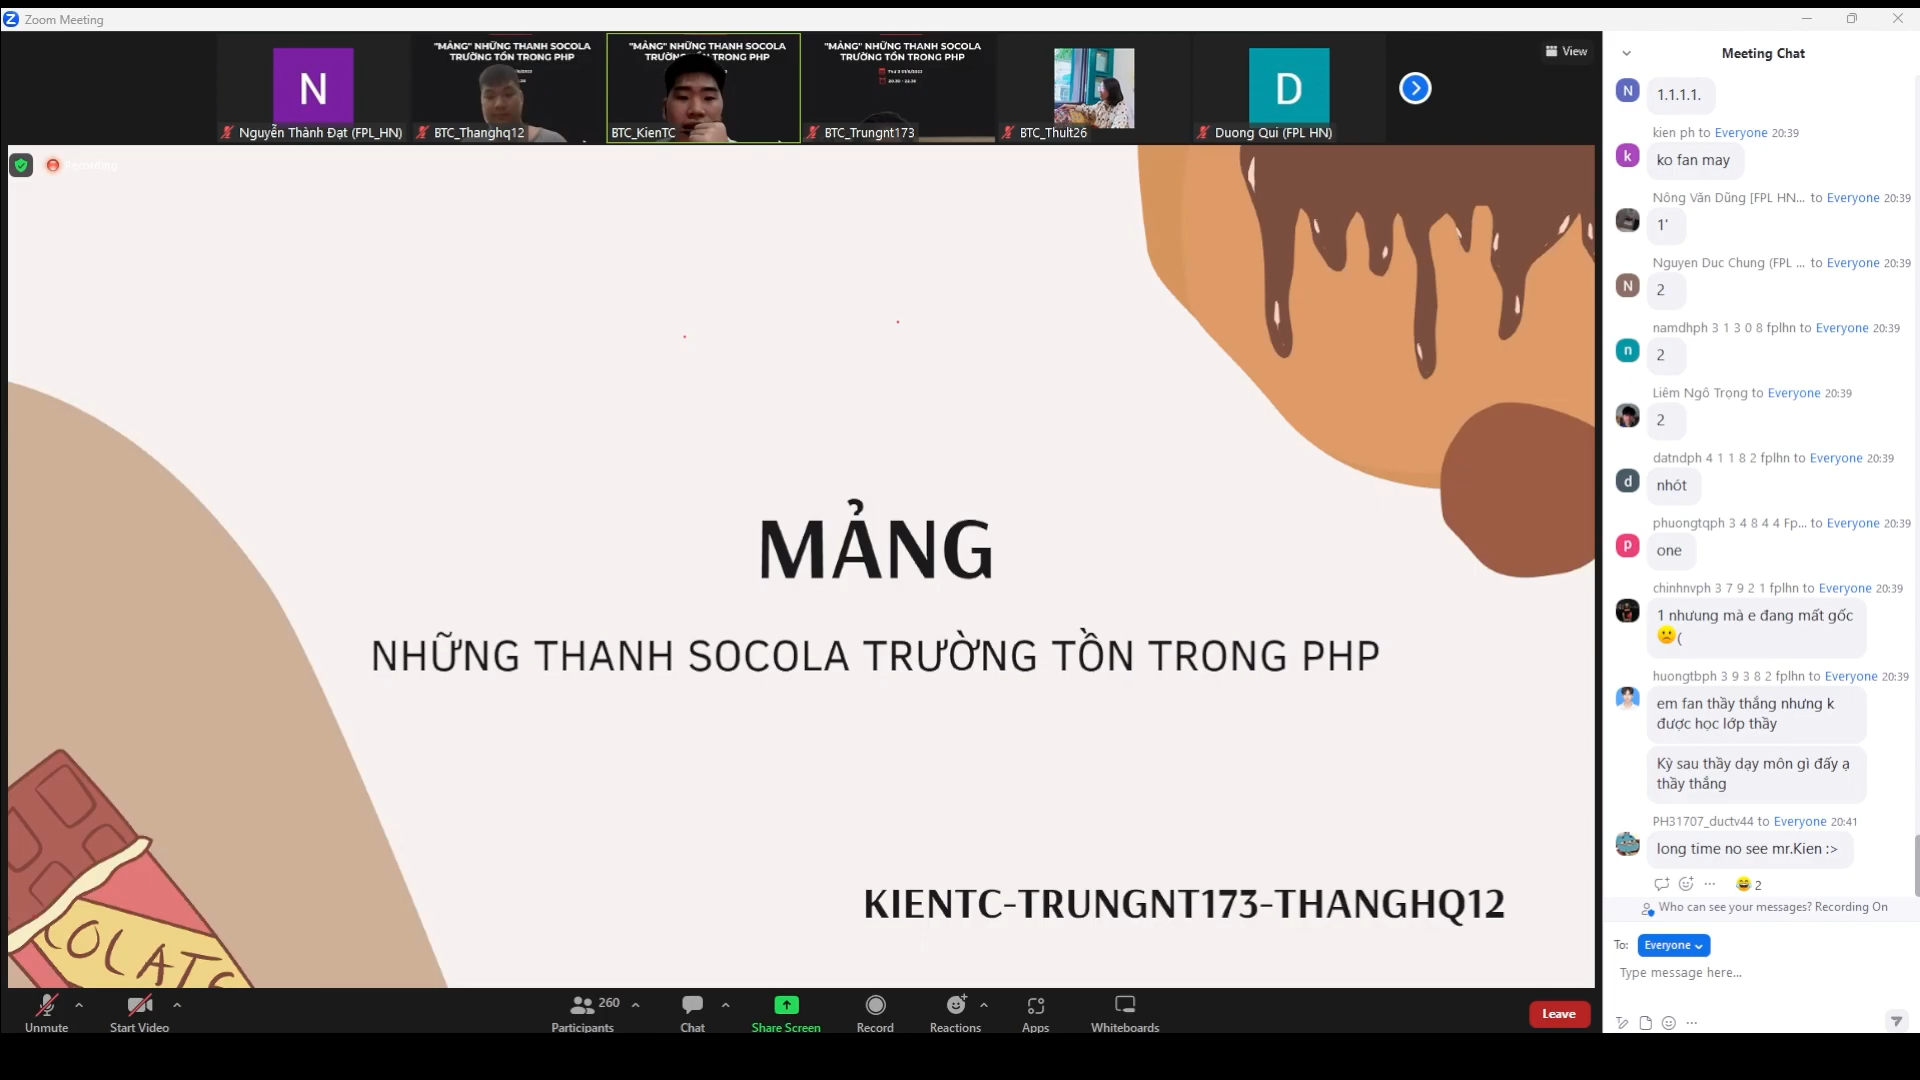 Zoom Meeting
"MẢNG" NHỮNG THANH SOCOLA
TRƯỜNG TỒN TRONG PHP
"MẢNG" NHỮNG THANH SOCOLA
"MẢNG" NHỮNG THANH SOCOLA
TRƯỜNG TỒN TRONG PHP
N
D
Nguyễn Thành Đạt (FPL_HN)
BTC_Thanghq12
BTC_KienTC
BTC_Trungnt173
BTC_Thult26
Duong Qui (FPL HN)
View
Recording
MẢNG
NHỮNG THANH SOCOLA TRƯỜNG TỒN TRONG PHP
KIENTC-TRUNGNT173-THANGHQ12
Meeting Chat
N
1.1.1.1.
kien ph to Everyone 20:39
k
ko fan may
Nông Văn Dũng [FPL HN... to Everyone 20:39
1'
Nguyen Duc Chung (FPL ... to Everyone 20:39
N
2
namdhph 3 1 3 0 8 fplhn to Everyone 20:39
n
2
Liêm Ngô Trọng to Everyone 20:39
2
datndph 4 1 1 8 2 fplhn to Everyone 20:39
d
nhót
phuongtqph 3 4 8 4 4 Fp... to Everyone 20:39
p
one
chinhnvph 3 7 9 2 1 fplhn to Everyone 20:39
1 nhưung mà e đang mất gốc
🙁(
huongtbph 3 9 3 8 2 fplhn to Everyone 20:39
em fan thầy thắng nhưng k
được học lớp thầy
Kỳ sau thầy dạy môn gì đấy ạ
thầy thắng
PH31707_ductv44 to Everyone 20:41
long time no see mr.Kien :>
😄 2
Who can see your messages? Recording On
To: Everyone
Type message here...
Unmute
Start Video
260
Participants
Chat
Share Screen
Record
Reactions
Apps
Whiteboards
Leave